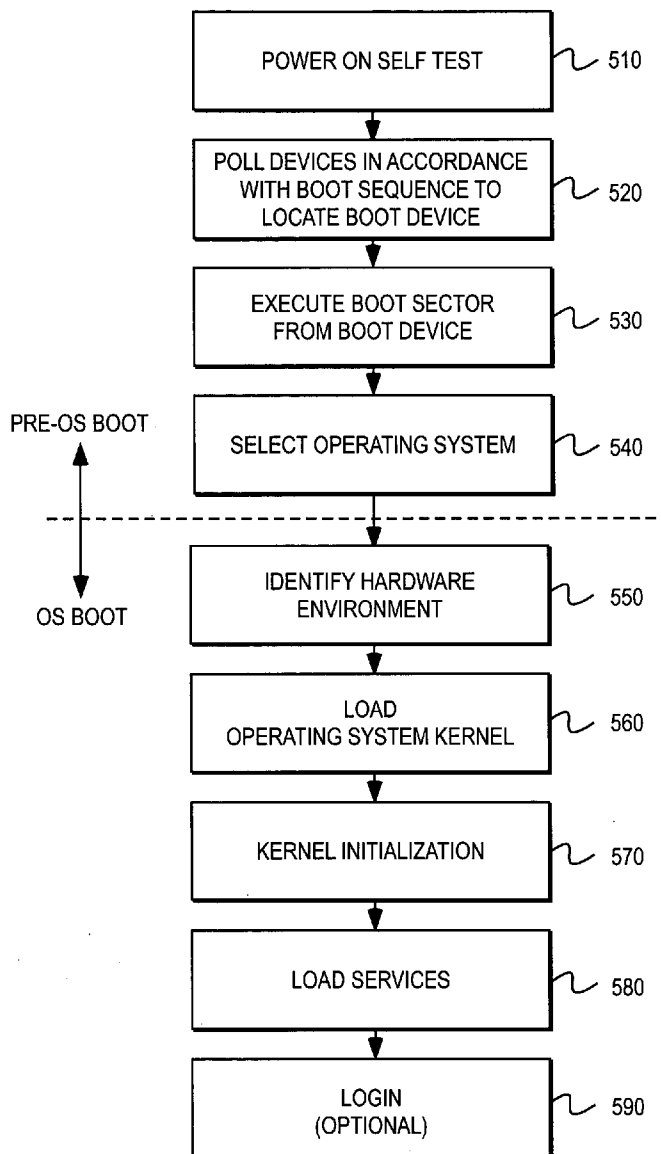 POWER ON SELF TEST
510
POLL DEVICES IN ACCORDANCE
WITH BOOT SEQUENCE TO
LOCATE BOOT DEVICE
520
EXECUTE BOOT SECTOR
FROM BOOT DEVICE
530
PRE-OS BOOT
SELECT OPERATING SYSTEM
540
OS BOOT
IDENTIFY HARDWARE
ENVIRONMENT
550
LOAD
OPERATING SYSTEM KERNEL
560
KERNEL INITIALIZATION
570
LOAD SERVICES
580
LOGIN
(OPTIONAL)
590